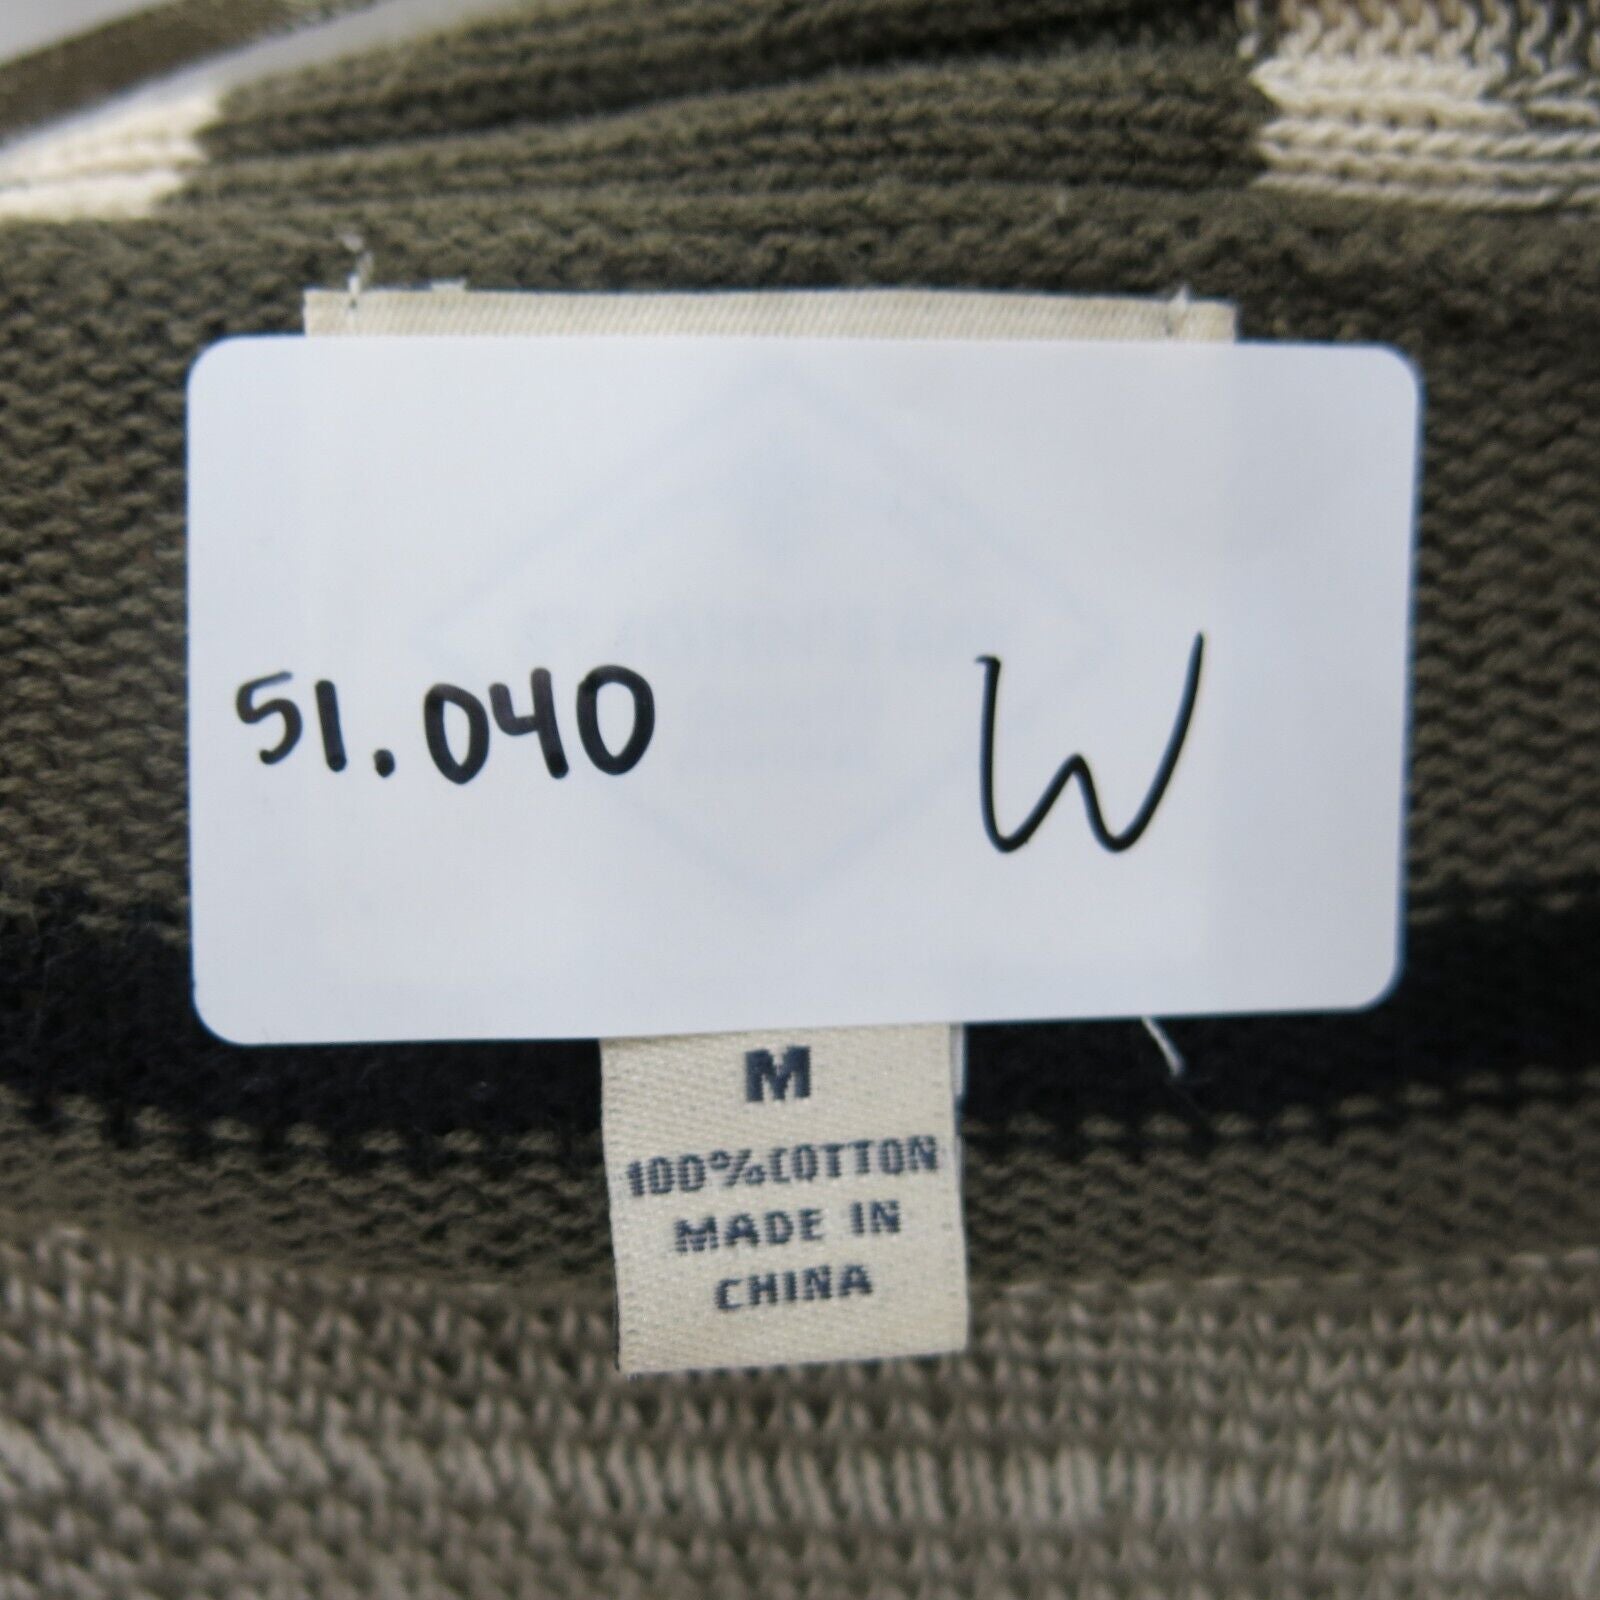 51.040 W
M
100% COTTON
MADE IN
CHINA